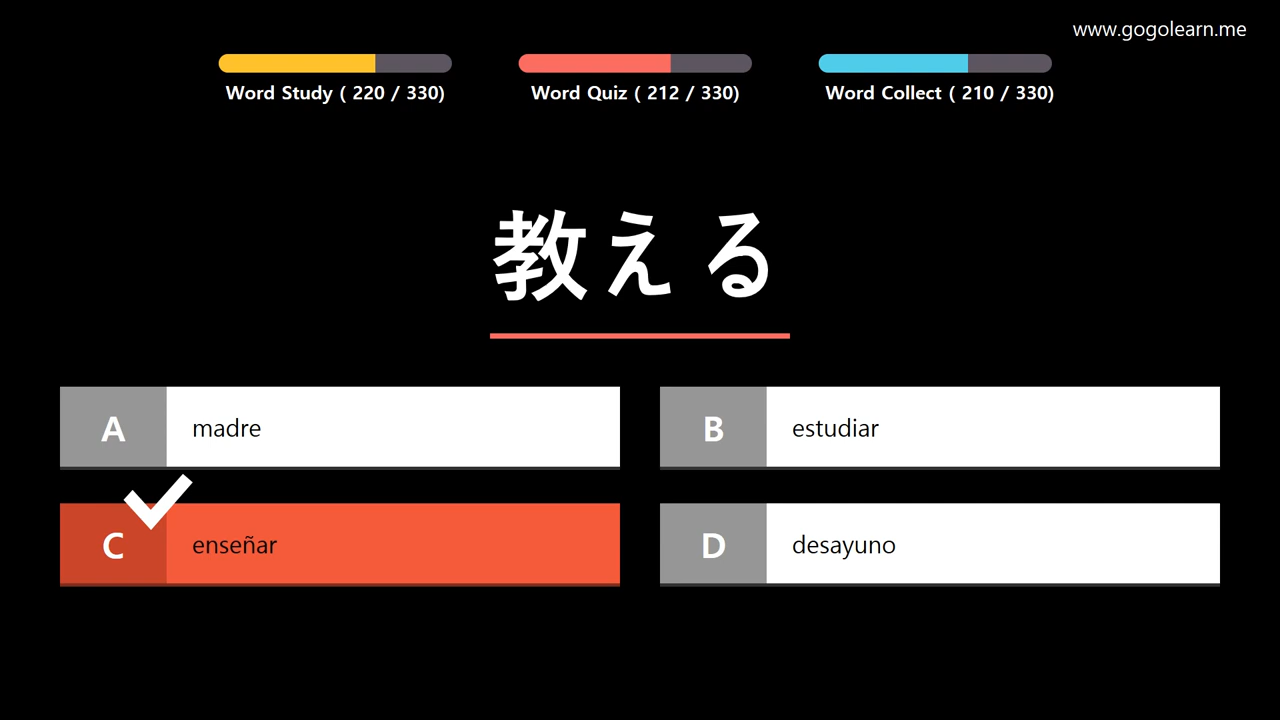 www.gogolearn.me
Word Study ( 220 / 330)
Word Quiz ( 212 / 330)
Word Collect ( 210 / 330)
教える
A
madre
B
estudiar
C
enseñar
D
desayuno